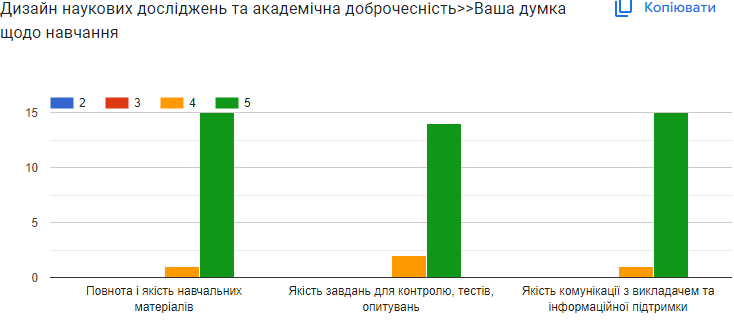 Дизайн наукових досліджень та академічна доброчесність>>Ваша думка
щодо навчання
Копіювати
2 3 4 5
15
10
5
0
Повнота і якість навчальних
матеріалів
Якість завдань для контролю, тестів,
опитувань
Якість комунікації з викладачем та
інформаційної підтримки